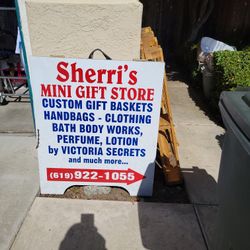 Sherri's
MINI GIFT STORE
CUSTOM GIFT BASKETS
HANDBAGS - CLOTHING
BATH BODY WORKS,
PERFUME, LOTION
by VICTORIA SECRETS
and much more...
(619) 922-1055